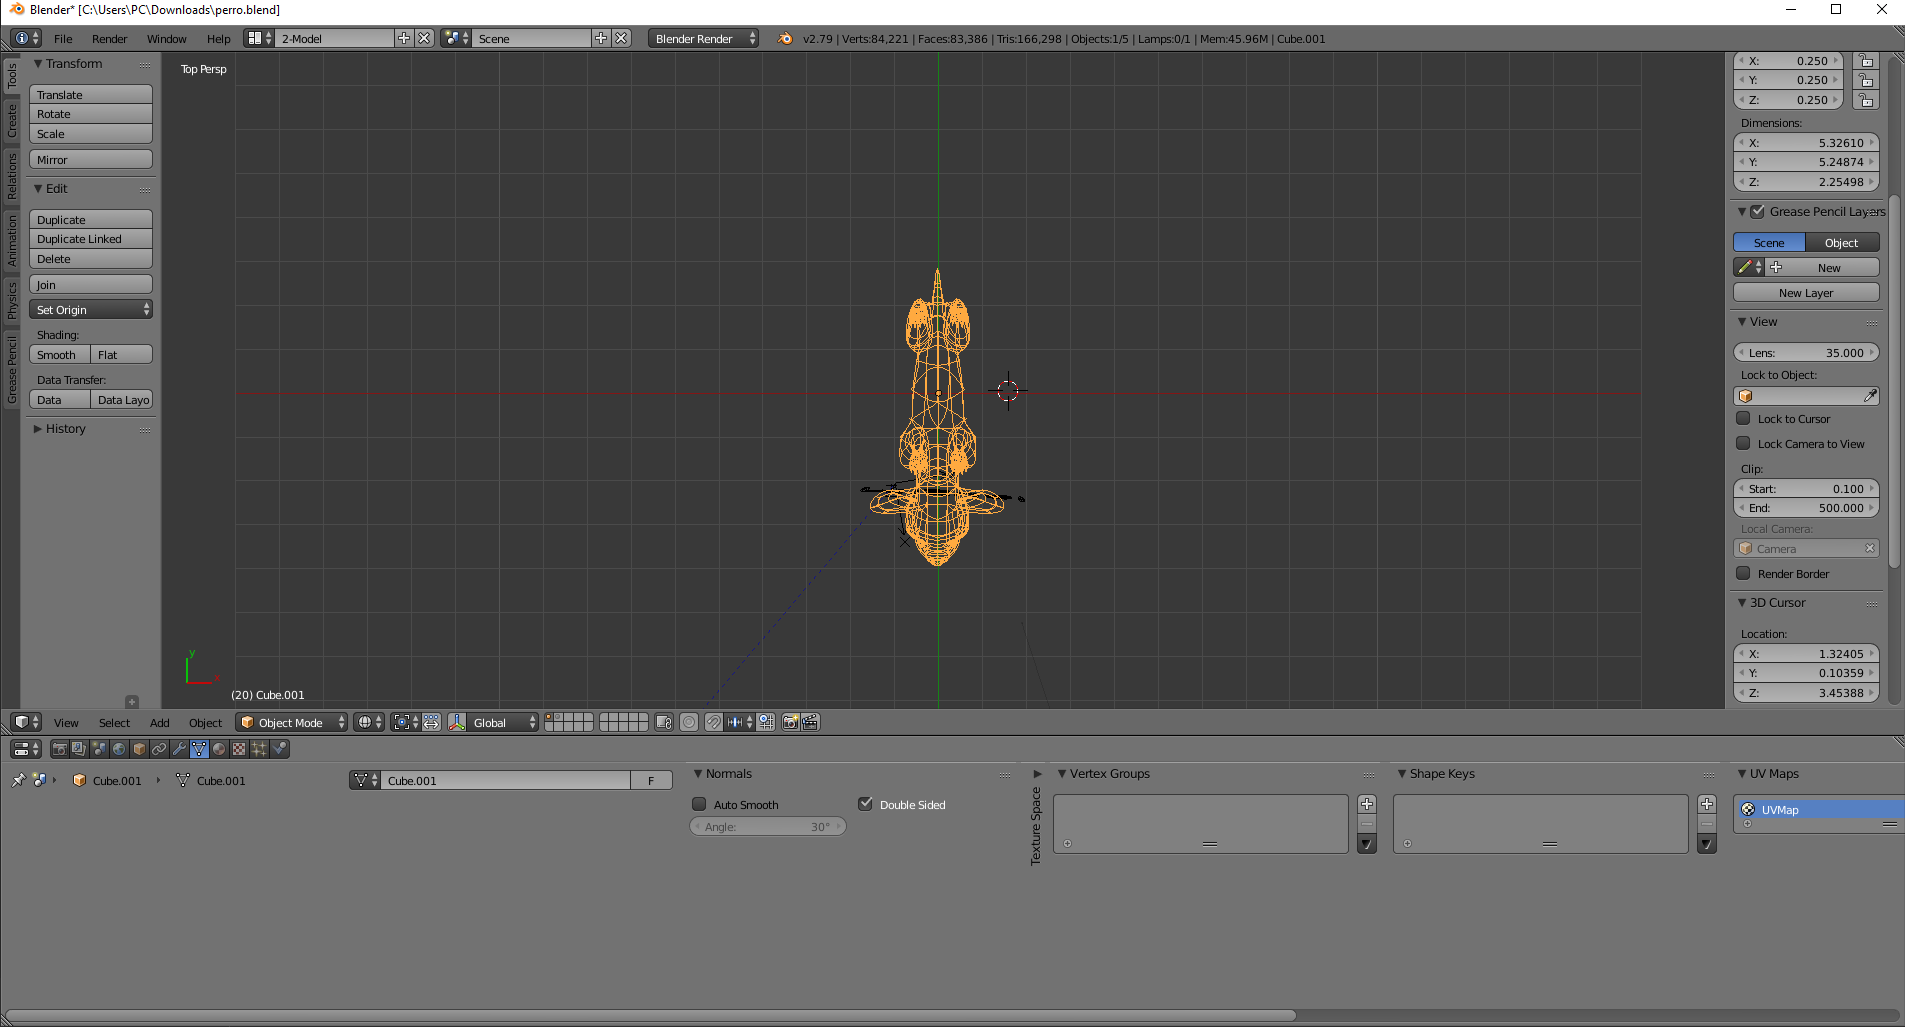 Blender* [C:\Users\PC\Downloads\perro.blend]
File Render Window Help 2-Model Scene Blender Render v2.79 | Verts:84,221 | Faces:83,386 | Tris:166,298 | Objects:1/5 | Lamps:0/1 | Mem:45.96M | Cube.001
Tools
Create
Relations
Animation
Physics
Grease Pencil
Transform
Translate
Rotate
Scale
Mirror
Edit
Duplicate
Duplicate Linked
Delete
Join
Set Origin
Shading:
Smooth Flat
Data Transfer:
Data Data Layo
History
Top Persp
y
(20) Cube.001
X: 0.250
Y: 0.250
Z: 0.250
Dimensions:
X: 5.32610
Y: 5.24874
Z: 2.25498
Grease Pencil Layers
Scene Object
New
New Layer
View
Lens: 35.000
Lock to Object:
Lock to Cursor
Lock Camera to View
Clip:
Start: 0.100
End: 500.000
Local Camera:
Camera
Render Border
3D Cursor
Location:
X: 1.32405
Y: 0.10359
Z: 3.45388
View Select Add Object Object Mode Global
Cube.001 Cube.001
Cube.001 F
Normals
Auto Smooth Double Sided
Angle: 30°
Texture Space
Vertex Groups
Shape Keys
UV Maps
UVMap